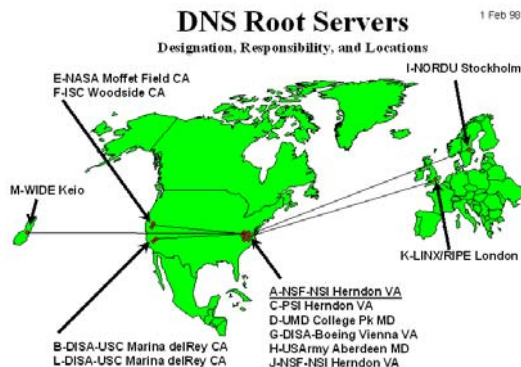 DNS Root Servers
1 Feb 98
Designation, Responsibility, and Locations
E-NASA Moffet Field CA
F-ISC Woodside CA
I-NORDU Stockholm
M-WIDE Keio
K-LINX/RIPE London
A-NSF-NSI Herndon VA
C-PSI Herndon VA
D-UMD College Pk MD
G-DISA-Boeing Vienna VA
H-USArmy Aberdeen MD
J-NSF-NSI Herndon VA
B-DISA-USC Marina delRey CA
L-DISA-USC Marina delRey CA